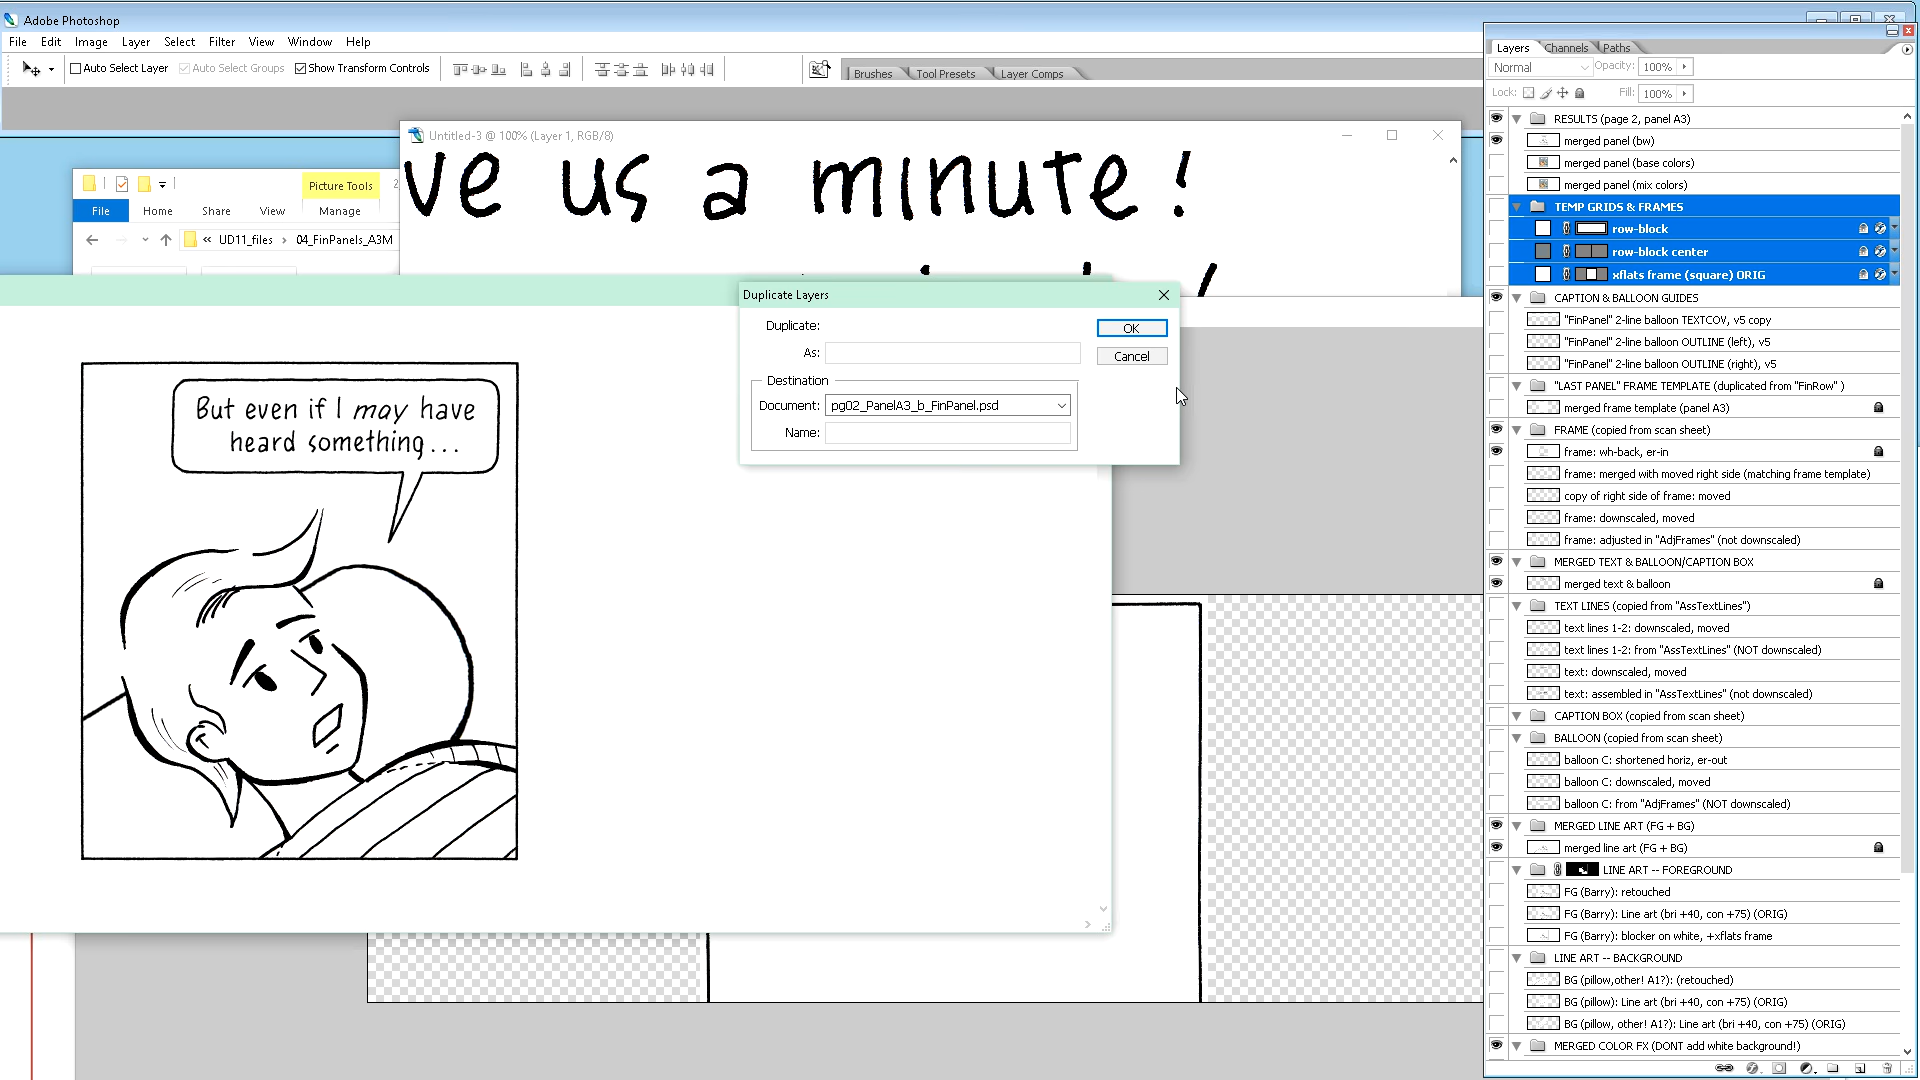 Adobe Photoshop
File Edit Image Layer Select Filter View Window Help
Auto Select Layer Auto Select Groups Show Transform Controls
Brushes Tool Presets Layer Comps
Untitled-3 @ 100% (Layer 1, RGB/8)
ve us a minute!
Picture Tools
File Home Share View Manage
« UD11_files › 04_FinPanels_A3M
Duplicate Layers
Duplicate:
As:
Destination
Document: pg02_PanelA3_b_FinPanel.psd
Name:
OK
Cancel
But even if I may have
heard something...
Layers Channels Paths
Normal Opacity: 100%
Lock: Fill: 100%
RESULTS (page 2, panel A3)
merged panel (bw)
merged panel (base colors)
merged panel (mix colors)
TEMP GRIDS & FRAMES
row-block
row-block center
xflats frame (square) ORIG
CAPTION & BALLOON GUIDES
"FinPanel" 2-line balloon TEXTCOV, v5 copy
"FinPanel" 2-line balloon OUTLINE (left), v5
"FinPanel" 2-line balloon OUTLINE (right), v5
"LAST PANEL" FRAME TEMPLATE (duplicated from "FinRow" )
merged frame template (panel A3)
FRAME (copied from scan sheet)
frame: wh-back, er-in
frame: merged with moved right side (matching frame template)
copy of right side of frame: moved
frame: downscaled, moved
frame: adjusted in "AdjFrames" (not downscaled)
MERGED TEXT & BALLOON/CAPTION BOX
merged text & balloon
TEXT LINES (copied from "AssTextLines")
text lines 1-2: downscaled, moved
text lines 1-2: from "AssTextLines" (NOT downscaled)
text: downscaled, moved
text: assembled in "AssTextLines" (not downscaled)
CAPTION BOX (copied from scan sheet)
BALLOON (copied from scan sheet)
balloon C: shortened horiz, er-out
balloon C: downscaled, moved
balloon C: from "AdjFrames" (NOT downscaled)
MERGED LINE ART (FG + BG)
merged line art (FG + BG)
LINE ART -- FOREGROUND
FG (Barry): retouched
FG (Barry): Line art (bri +40, con +75) (ORIG)
FG (Barry): blocker on white, +xflats frame
LINE ART -- BACKGROUND
BG (pillow,other! A1?): (retouched)
BG (pillow): Line art (bri +40, con +75) (ORIG)
BG (pillow, other! A1?): Line art (bri +40, con +75) (ORIG)
MERGED COLOR FX (DONT add white background!)